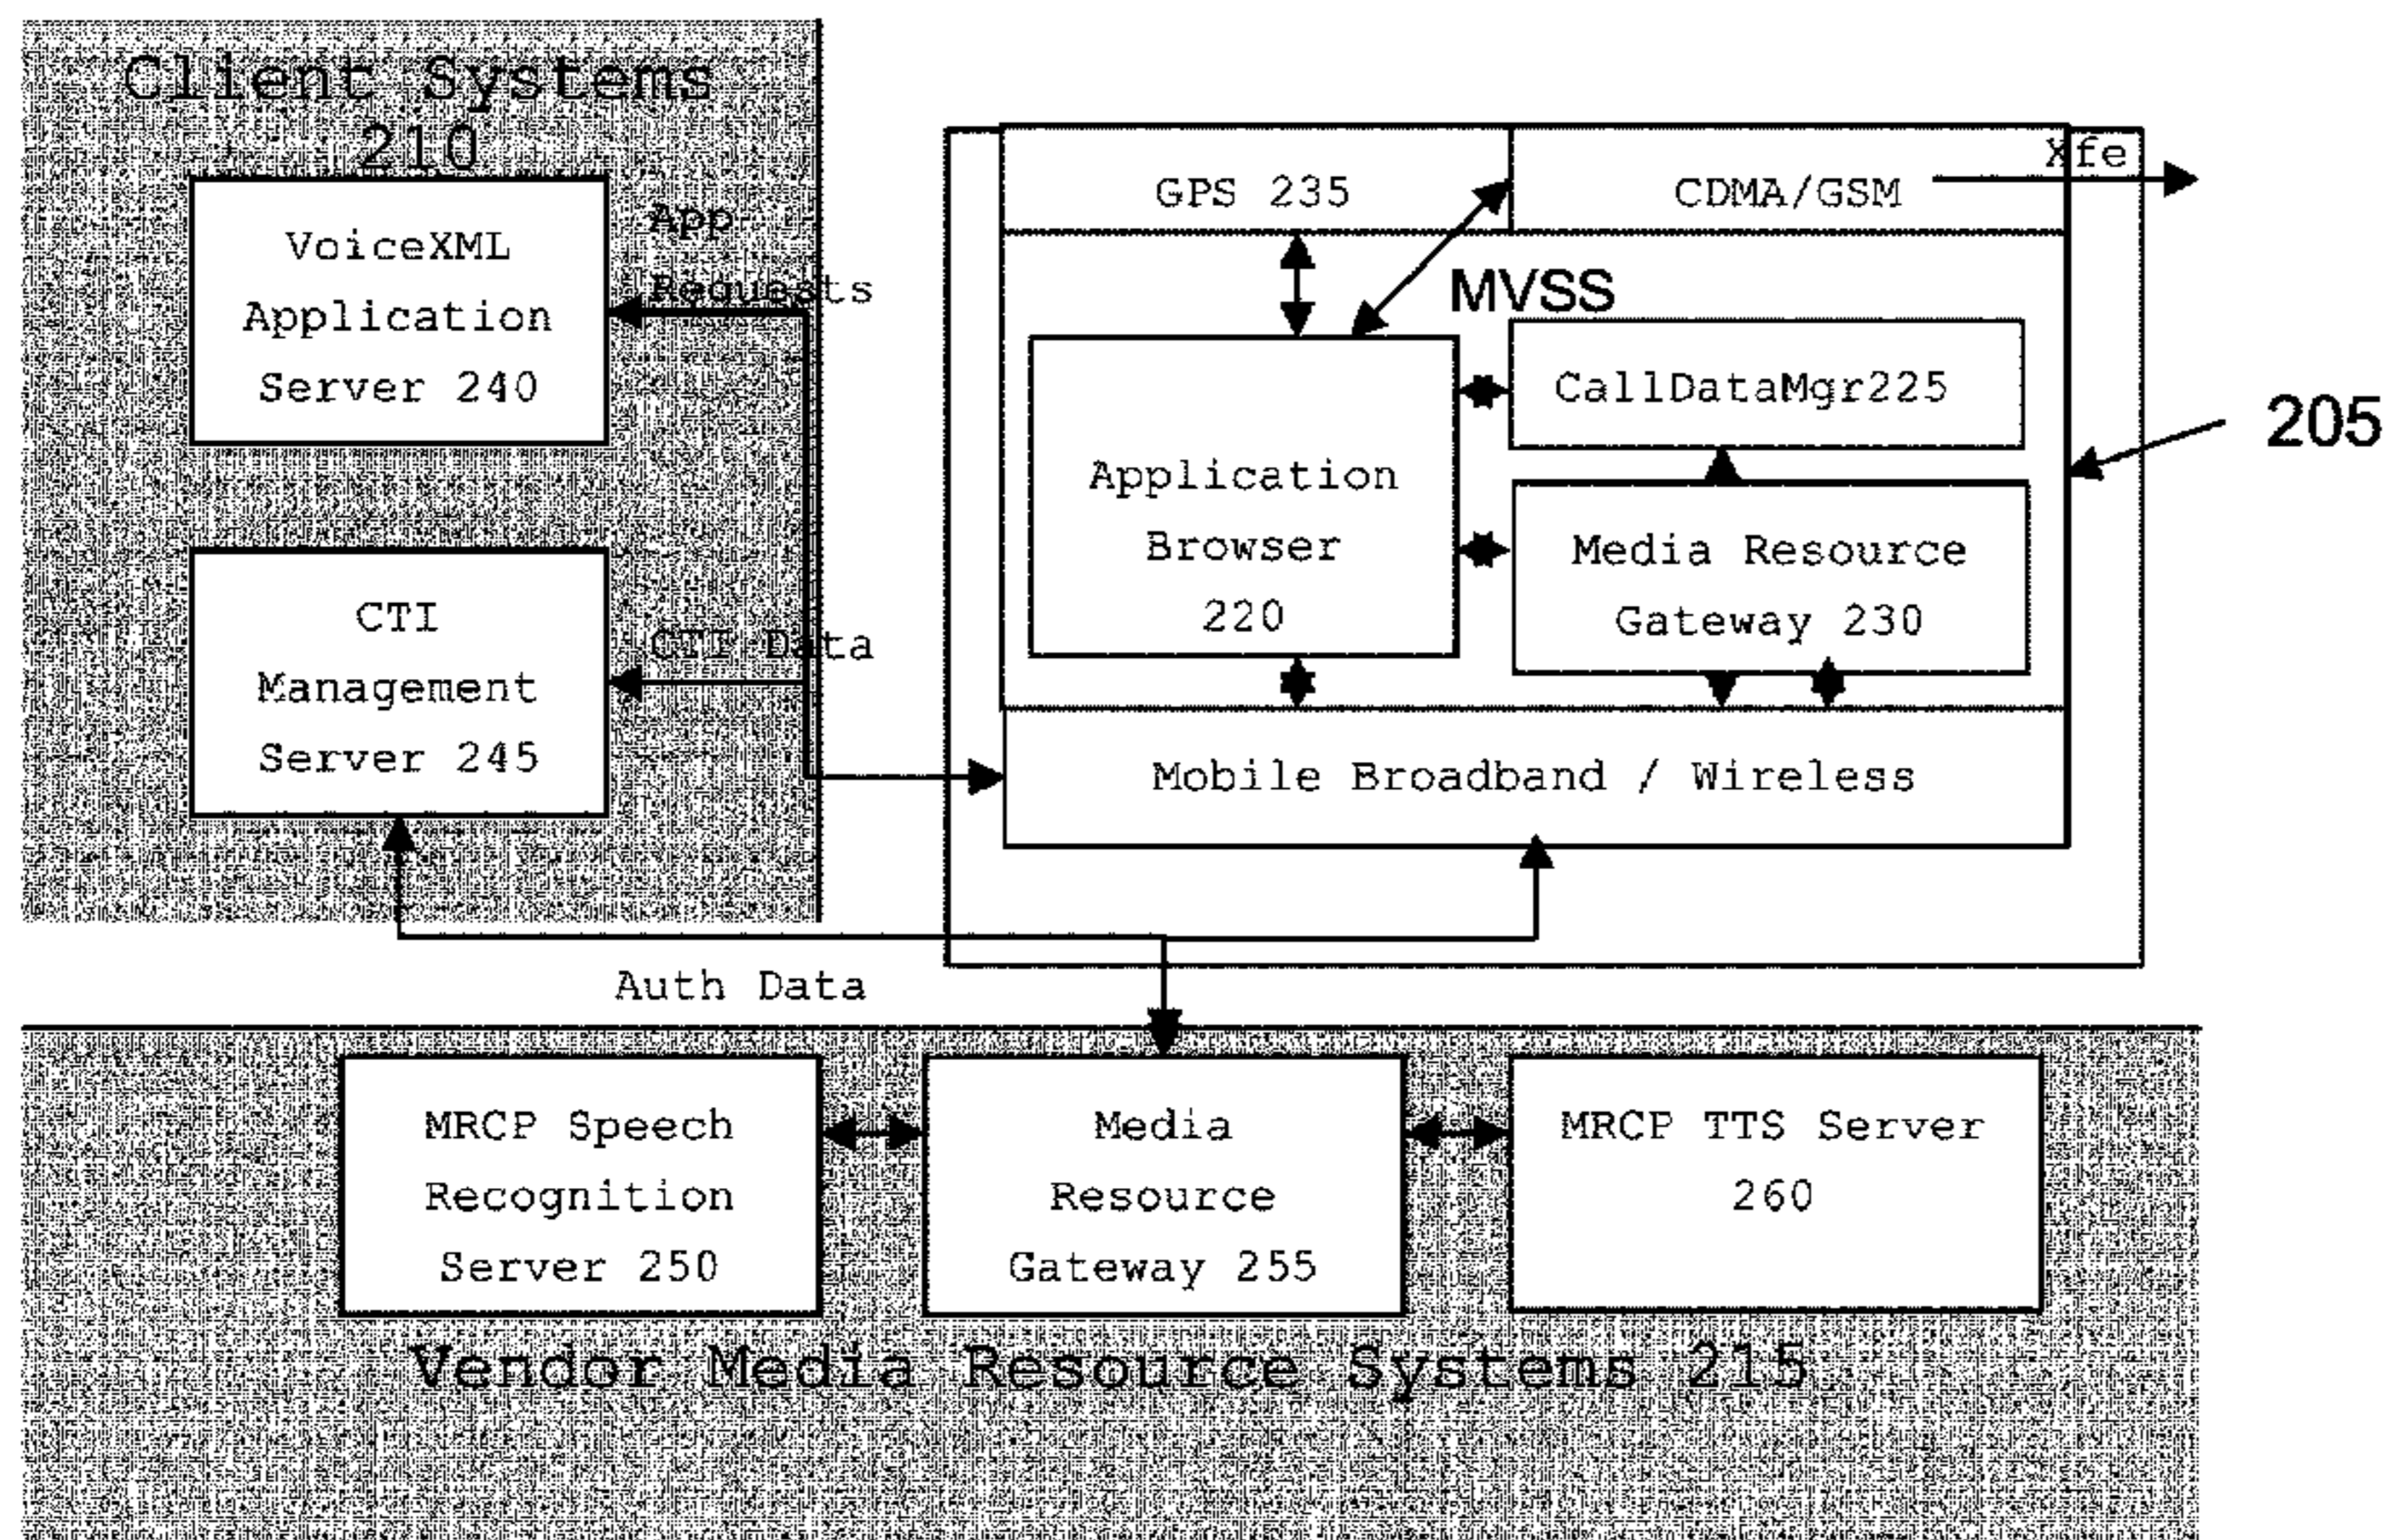 Client Systems
210
VoiceXML
Application
Server 240
App
Requests
CTI
Management
Server 245
CTI Data
GPS 235
CDMA/GSM
Xfe
MVSS
Application
Browser
220
CallDataMgr225
Media Resource
Gateway 230
205
Mobile Broadband / Wireless
Auth Data
MRCP Speech
Recognition
Server 250
Media
Resource
Gateway 255
MRCP TTS Server
260
Vendor Media Resource Systems 215